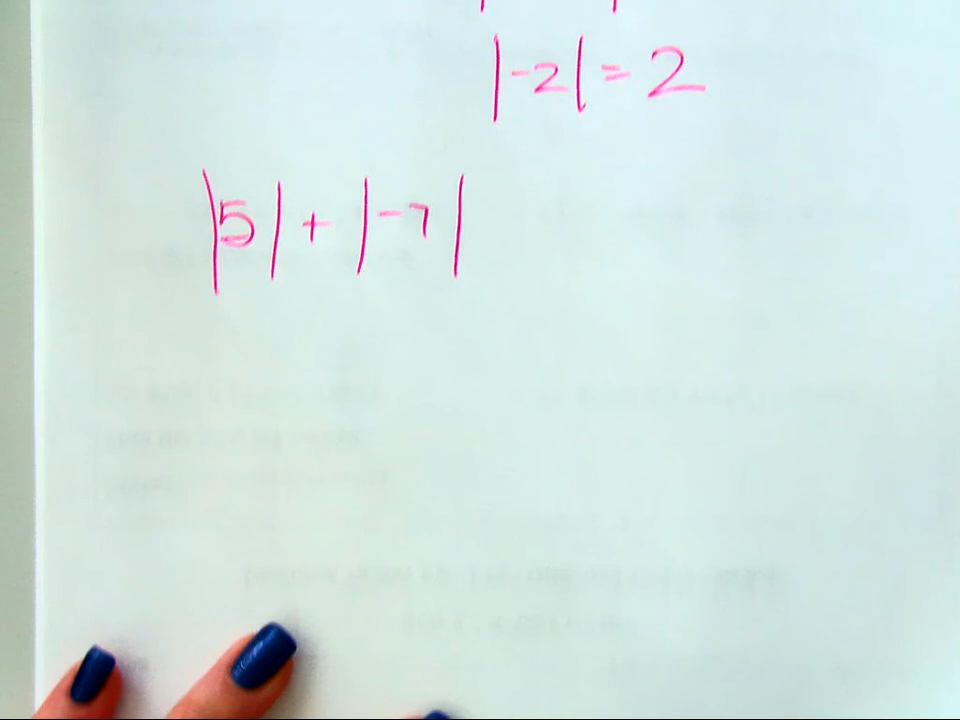 |-2| = 2
|5| + |-7|